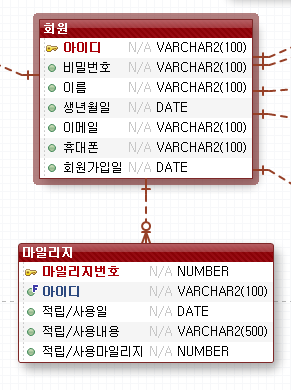 회원
아이디 N/A VARCHAR2(100)
비밀번호 N/A VARCHAR2(100)
이름 N/A VARCHAR2(100)
생년월일 N/A DATE
이메일 N/A VARCHAR2(100)
휴대폰 N/A VARCHAR2(100)
회원가입일 N/A DATE
마일리지
마일리지번호 N/A NUMBER
F 아이디 N/A VARCHAR2(100)
적립/사용일 N/A DATE
적립/사용내용 N/A VARCHAR2(500)
적립/사용마일리지 N/A NUMBER